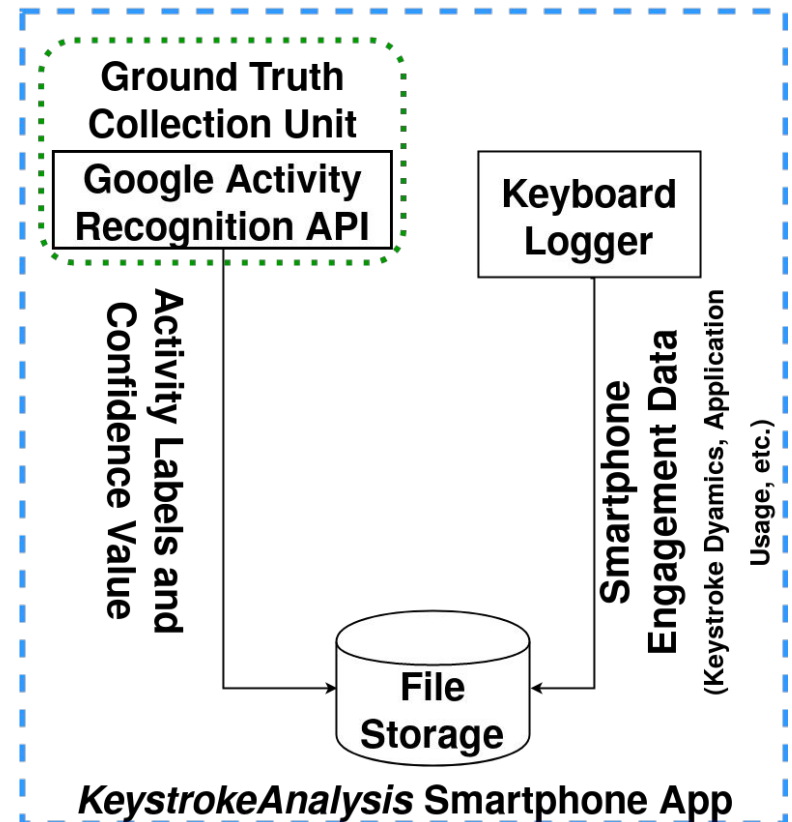 Ground Truth
Collection Unit
Google Activity
Recognition API
Keyboard
Logger
Activity Labels and
Confidence Value
Smartphone
Engagement Data
(Keystroke Dyamics, Application
Usage, etc.)
File
Storage
KeystrokeAnalysis Smartphone App